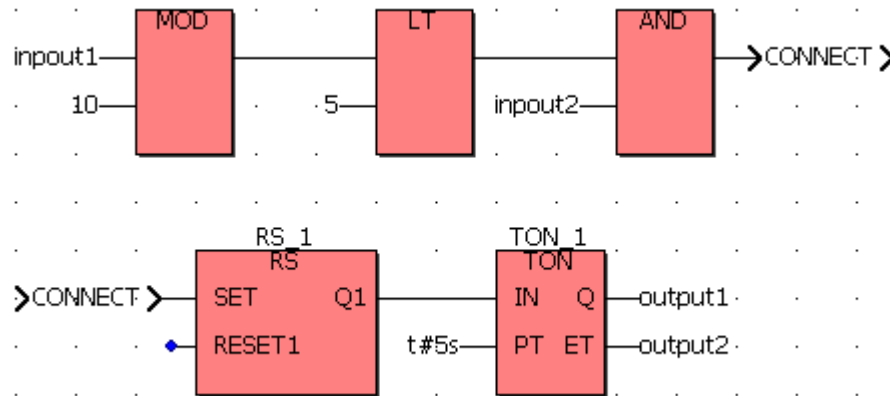 MOD LT AND
inpout1 CONNECT
10 5 inpout2
RS_1 TON_1
RS TON
CONNECT SET Q1 IN Q output1
RESET1 t#5s PT ET output2